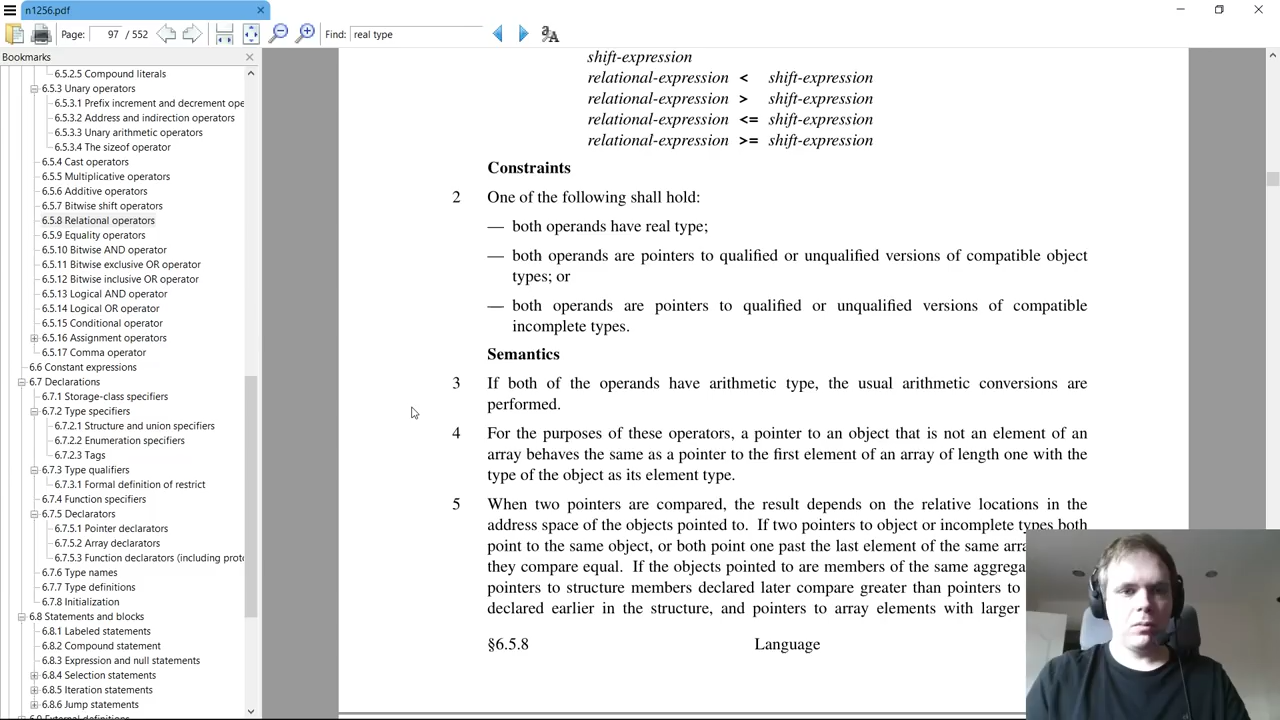 n1256.pdf
Page: 97 / 552 Find: real type
Bookmarks
6.5.2.5 Compound literals
6.5.3 Unary operators
6.5.3.1 Prefix increment and decrement ope
6.5.3.2 Address and indirection operators
6.5.3.3 Unary arithmetic operators
6.5.3.4 The sizeof operator
6.5.4 Cast operators
6.5.5 Multiplicative operators
6.5.6 Additive operators
6.5.7 Bitwise shift operators
6.5.8 Relational operators
6.5.9 Equality operators
6.5.10 Bitwise AND operator
6.5.11 Bitwise exclusive OR operator
6.5.12 Bitwise inclusive OR operator
6.5.13 Logical AND operator
6.5.14 Logical OR operator
6.5.15 Conditional operator
6.5.16 Assignment operators
6.5.17 Comma operator
6.6 Constant expressions
6.7 Declarations
6.7.1 Storage-class specifiers
6.7.2 Type specifiers
6.7.2.1 Structure and union specifiers
6.7.2.2 Enumeration specifiers
6.7.2.3 Tags
6.7.3 Type qualifiers
6.7.3.1 Formal definition of restrict
6.7.4 Function specifiers
6.7.5 Declarators
6.7.5.1 Pointer declarators
6.7.5.2 Array declarators
6.7.5.3 Function declarators (including proto
6.7.6 Type names
6.7.7 Type definitions
6.7.8 Initialization
6.8 Statements and blocks
6.8.1 Labeled statements
6.8.2 Compound statement
6.8.3 Expression and null statements
6.8.4 Selection statements
6.8.5 Iteration statements
6.8.6 Jump statements
shift-expression
relational-expression < shift-expression
relational-expression > shift-expression
relational-expression <= shift-expression
relational-expression >= shift-expression
Constraints
2 One of the following shall hold:
— both operands have real type;
— both operands are pointers to qualified or unqualified versions of compatible object
types; or
— both operands are pointers to qualified or unqualified versions of compatible
incomplete types.
Semantics
3 If both of the operands have arithmetic type, the usual arithmetic conversions are
performed.
4 For the purposes of these operators, a pointer to an object that is not an element of an
array behaves the same as a pointer to the first element of an array of length one with the
type of the object as its element type.
5 When two pointers are compared, the result depends on the relative locations in the
address space of the objects pointed to. If two pointers to object or incomplete types both
point to the same object, or both point one past the last element of the same arra
they compare equal. If the objects pointed to are members of the same aggrega
pointers to structure members declared later compare greater than pointers to
declared earlier in the structure, and pointers to array elements with larger
§6.5.8 Language